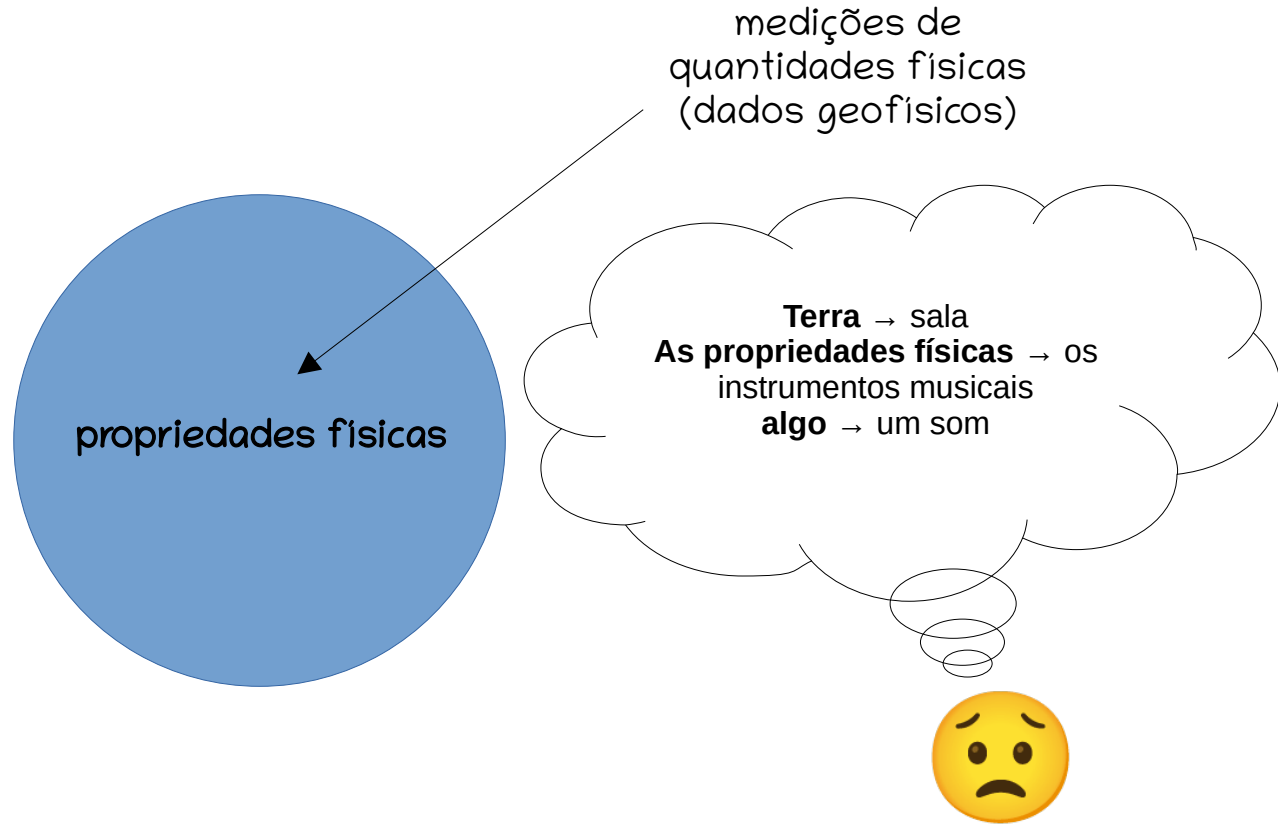 medições de
quantidades físicas
(dados geofísicos)
propriedades físicas
Terra → sala
As propriedades físicas → os
instrumentos musicais
algo → um som